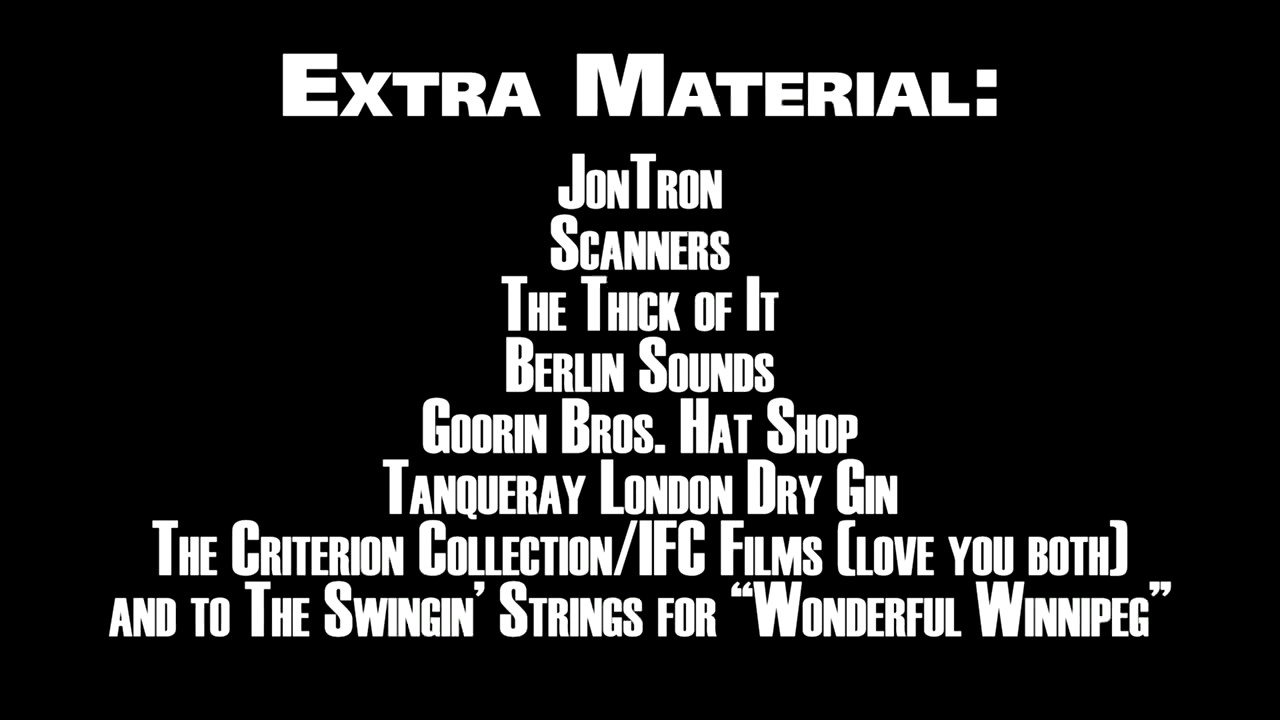 Extra Material:
JonTron
Scanners
The Thick of It
Berlin Sounds
Goorin Bros. Hat Shop
Tanqueray London Dry Gin
The Criterion Collection/IFC Films (love you both)
and to The Swingin' Strings for “Wonderful Winnipeg”